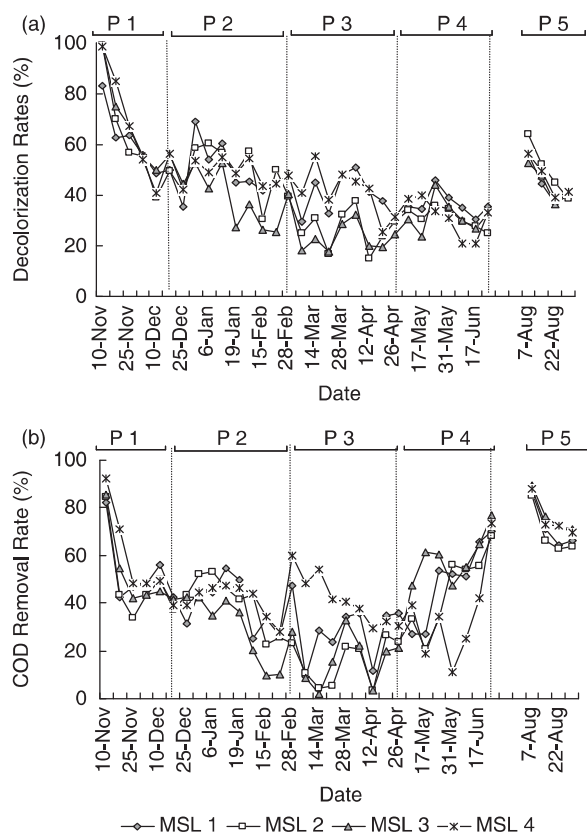 (a)
P 1 P 2 P 3 P 4 P 5
Decolorization Rates (%)
100
80
60
40
20
0
10-Nov
25-Nov
10-Dec
25-Dec
6-Jan
19-Jan
15-Feb
28-Feb
14-Mar
28-Mar
12-Apr
26-Apr
17-May
31-May
17-Jun
7-Aug
22-Aug
Date
(b)
P 1 P 2 P 3 P 4 P 5
COD Removal Rate (%)
100
80
60
40
20
0
10-Nov
25-Nov
10-Dec
25-Dec
6-Jan
19-Jan
15-Feb
28-Feb
14-Mar
28-Mar
12-Apr
26-Apr
17-May
31-May
17-Jun
7-Aug
22-Aug
Date
MSL 1 MSL 2 MSL 3 MSL 4